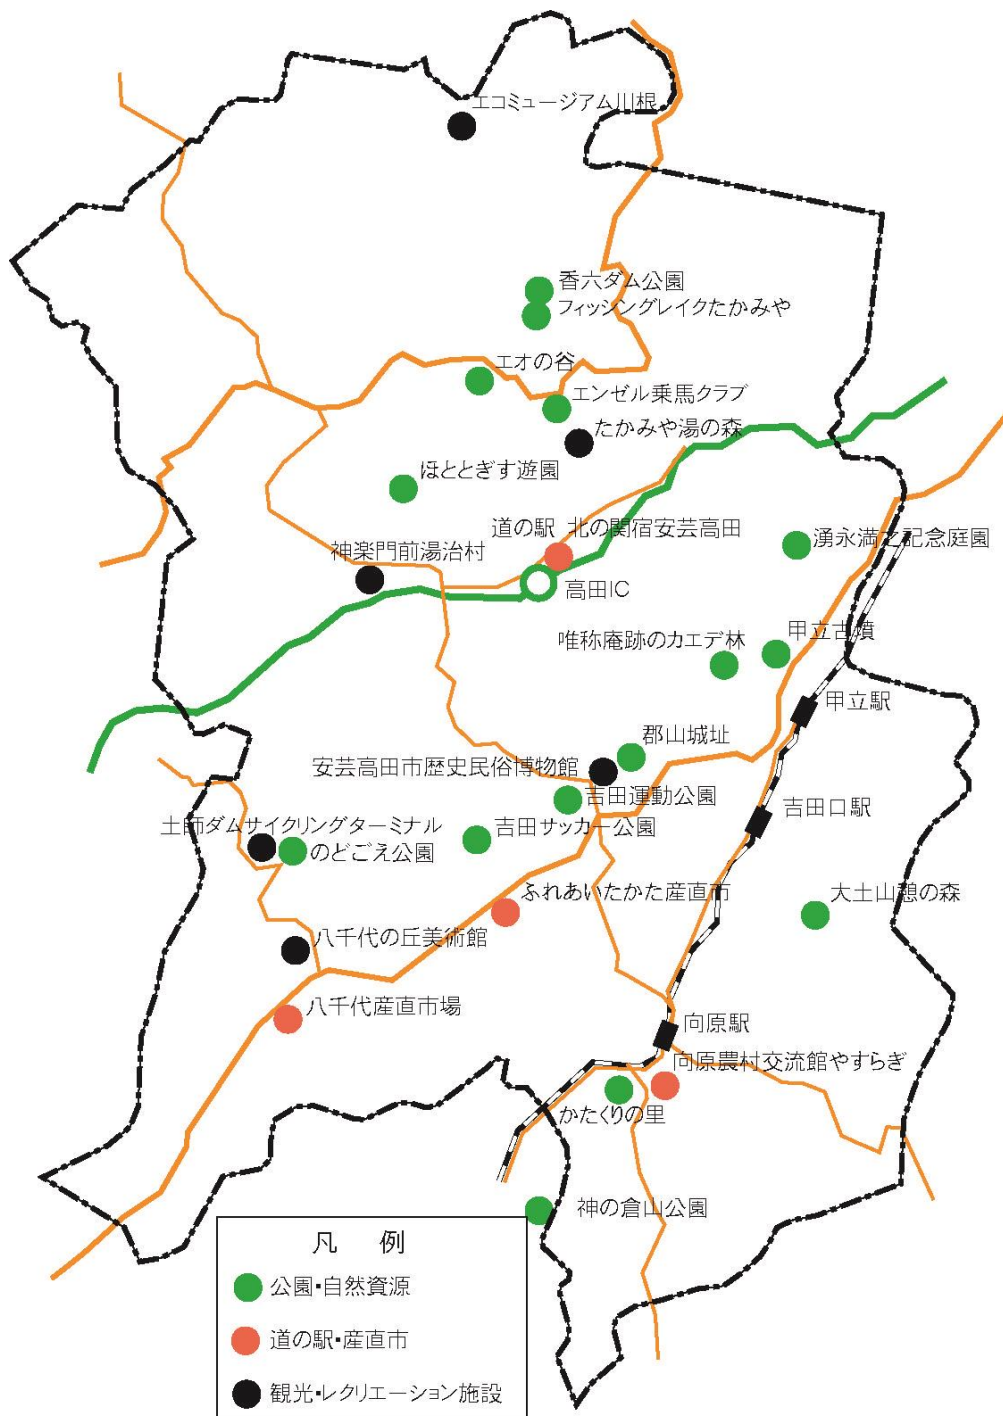 エコミュージアム川根
香六ダム公園
フィッシングレイクたかみや
エオの谷
エンゼル乗馬クラブ
たかみや湯の森
ほととぎす遊園
道の駅 北の関宿安芸高田
湧永満之記念庭園
神楽門前湯治村
高田IC
甲立古墳
唯称庵跡のカエデ林
甲立駅
郡山城址
安芸高田市歴史民俗博物館
吉田運動公園
吉田口駅
土師ダムサイクリングターミナル
吉田サッカー公園
のどごえ公園
ふれあいたかた産直市
大土山憩の森
八千代の丘美術館
八千代産直市場
向原駅
向原農村交流館やすらぎ
かたくりの里
神の倉山公園
凡 例
公園・自然資源
道の駅・産直市
観光・レクリエーション施設